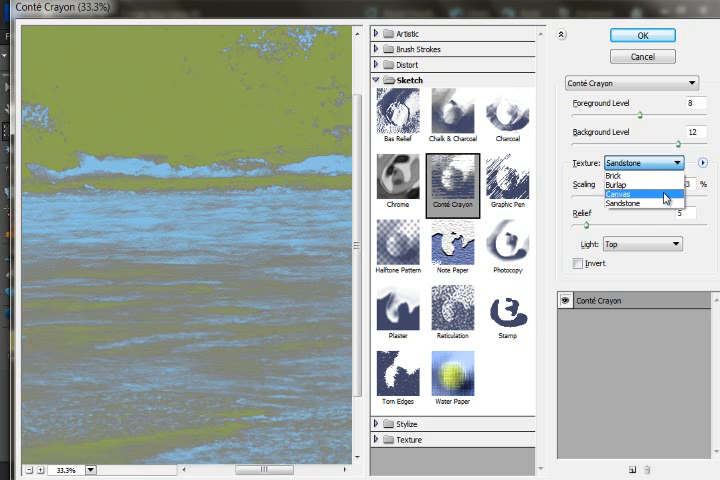 Conté Crayon (33.3%)
Artistic
Brush Strokes
Distort
Sketch
Bas Relief
Chalk & Charcoal
Charcoal
Chrome
Conté Crayon
Graphic Pen
Halftone Pattern
Note Paper
Photocopy
Plaster
Reticulation
Stamp
Torn Edges
Water Paper
Stylize
Texture
33.3%
OK
Cancel
Conté Crayon
Foreground Level 8
Background Level 12
Texture: Sandstone
Brick
Burlap
Canvas
Sandstone
Scaling %
Relief 5
Light: Top
Invert
Conté Crayon